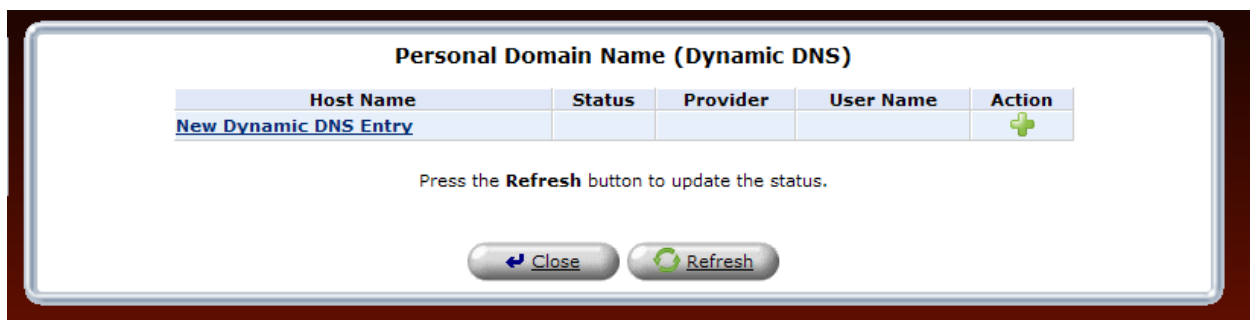 Personal Domain Name (Dynamic DNS)
Host Name Status Provider User Name Action
New Dynamic DNS Entry
Press the Refresh button to update the status.
Close Refresh